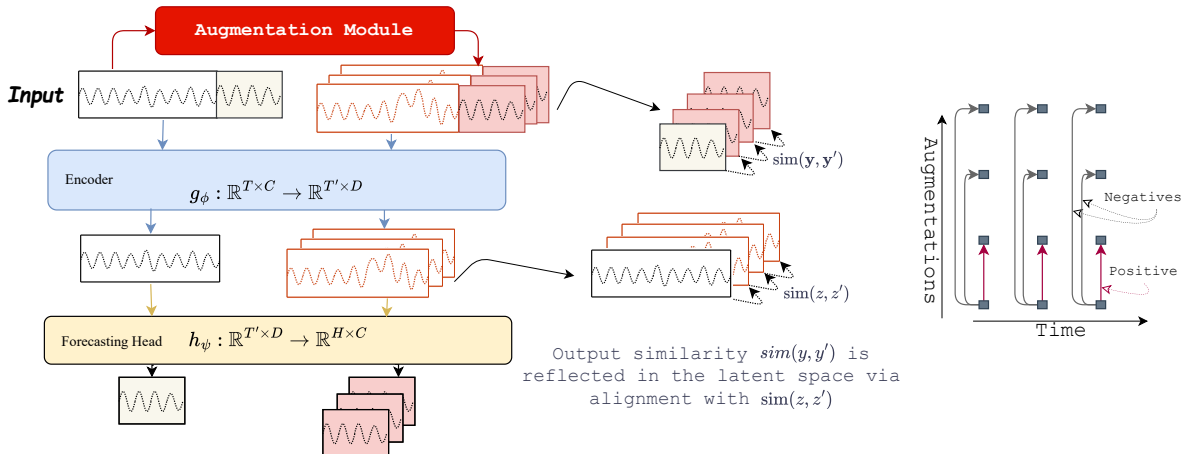 Augmentation Module
Input
sim(y, y′)
Encoder
g_ϕ : ℝ^{T×C} → ℝ^{T′×D}
sim(z, z′)
Forecasting Head
h_ψ : ℝ^{T′×D} → ℝ^{H×C}
Output similarity sim(y, y′) is
reflected in the latent space via
alignment with sim(z, z′)
Augmentations
Negatives
Positive
Time